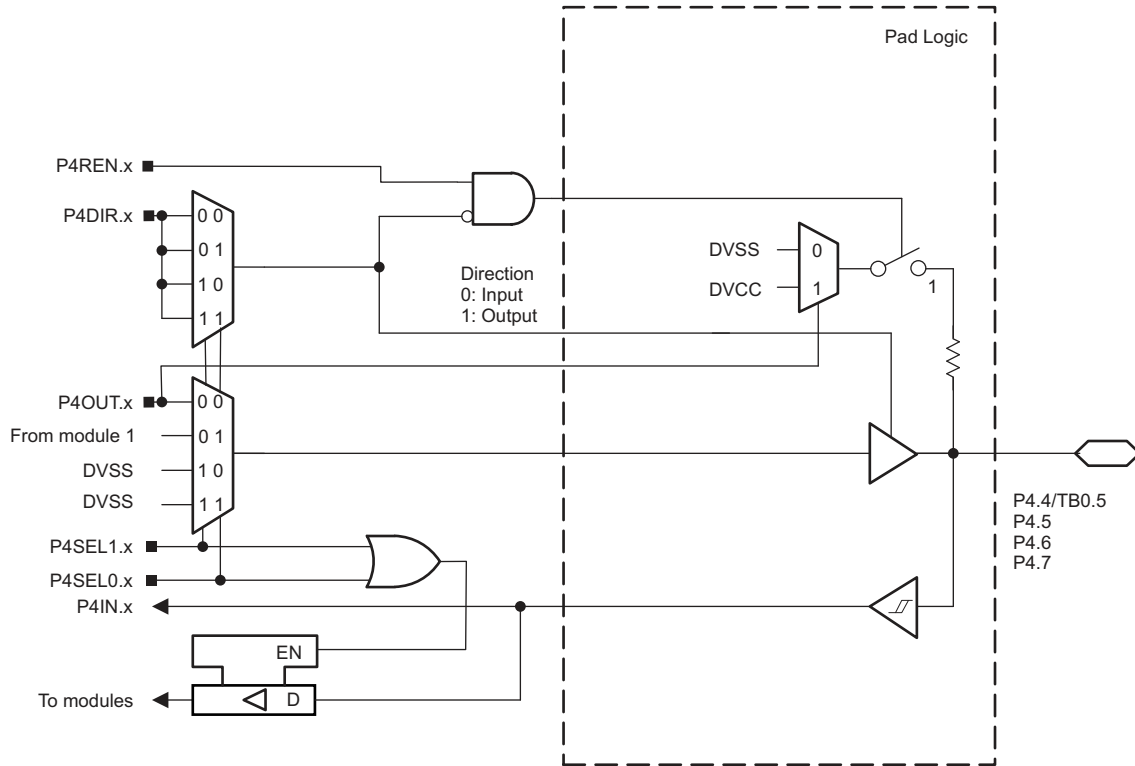 Pad Logic
P4REN.x
P4DIR.x
0 0
0 1
1 0
1 1
Direction
0: Input
1: Output
DVSS
DVCC
0
1
1
P4OUT.x
From module 1
DVSS
DVSS
0 0
0 1
1 0
1 1
P4.4/TB0.5
P4.5
P4.6
P4.7
P4SEL1.x
P4SEL0.x
P4IN.x
EN
D
To modules